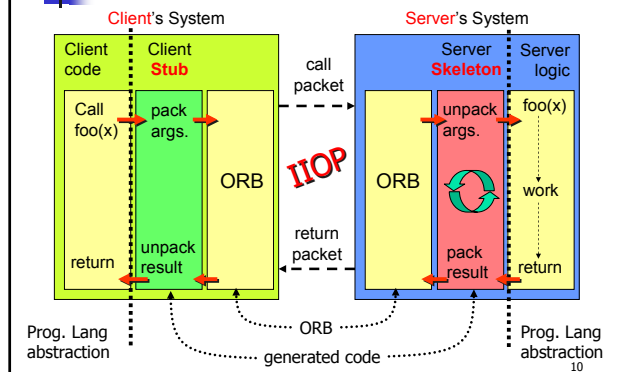 Client's System
Server's System
Client code
Client Stub
Server Skeleton
Server logic
call packet
Call foo(x)
pack args.
ORB
IIOP
ORB
unpack args.
foo(x)
work
return packet
return
unpack result
pack result
return
ORB
generated code
Prog. Lang abstraction
Prog. Lang abstraction
10